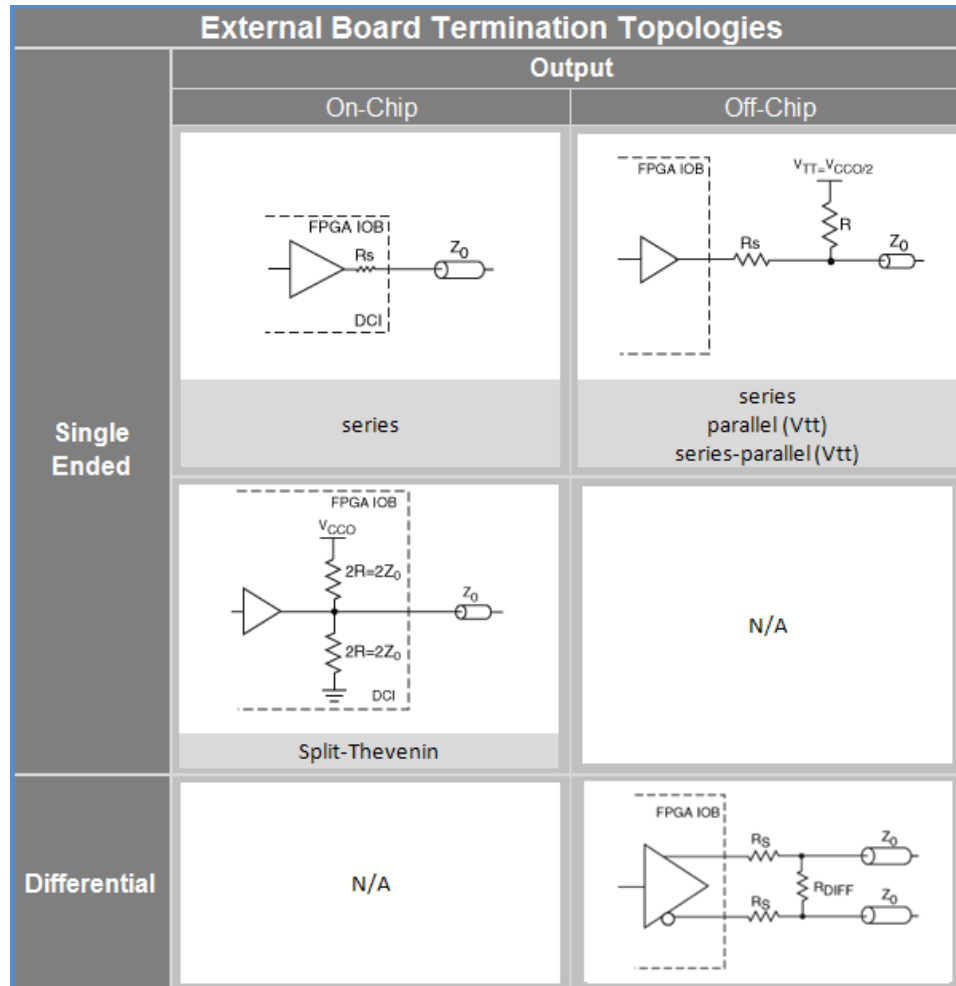 External Board Termination Topologies
Output
On-Chip
Off-Chip
Single
Ended
FPGA IOB
Rs
Z0
DCI
series
FPGA IOB
VTT=VCCO/2
R
Rs
Z0
series
parallel (Vtt)
series-parallel (Vtt)
FPGA IOB
VCCO
2R=2Z0
Z0
2R=2Z0
DCI
Split-Thevenin
N/A
Differential
N/A
FPGA IOB
RS
Z0
RDIFF
RS
Z0